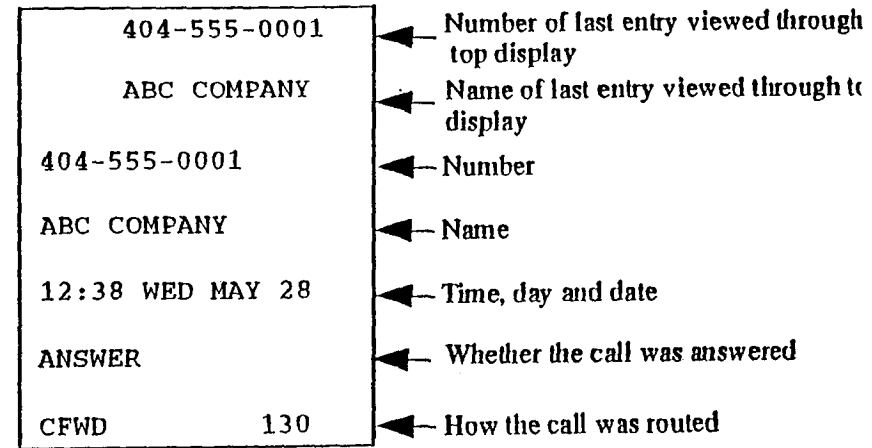 404-555-0001
Number of last entry viewed through
top display
ABC COMPANY
Name of last entry viewed through
display
404-555-0001
Number
ABC COMPANY
Name
12:38 WED MAY 28
Time, day and date
ANSWER
Whether the call was answered
CFWD 130
How the call was routed